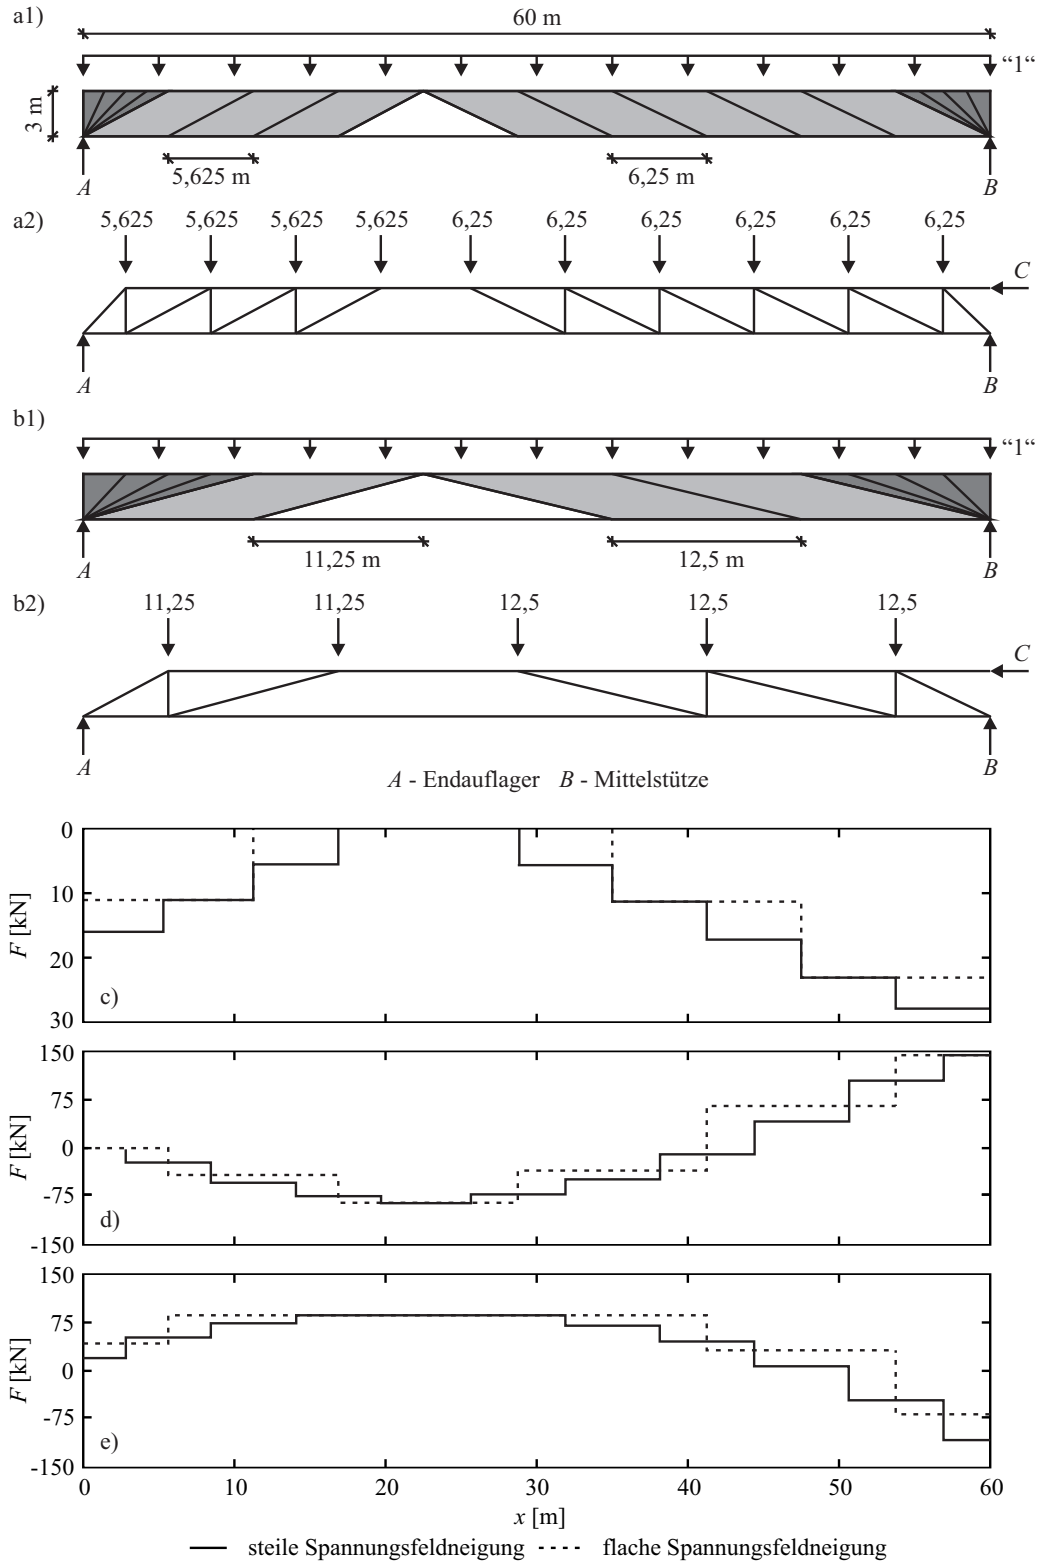 a1)
60 m
“1“
3 m
5,625 m
6,25 m
A
B
a2)
5,625 5,625 5,625 5,625 6,25 6,25 6,25 6,25 6,25 6,25
C
A
B
b1)
“1“
11,25 m
12,5 m
A
B
b2)
11,25 11,25 12,5 12,5 12,5
C
A
B
A - Endauflager B - Mittelstütze
0
10
20
30
F [kN]
c)
150
75
0
-75
-150
F [kN]
d)
150
75
0
-75
-150
F [kN]
e)
0 10 20 30 40 50 60
x [m]
steile Spannungsfeldneigung flache Spannungsfeldneigung